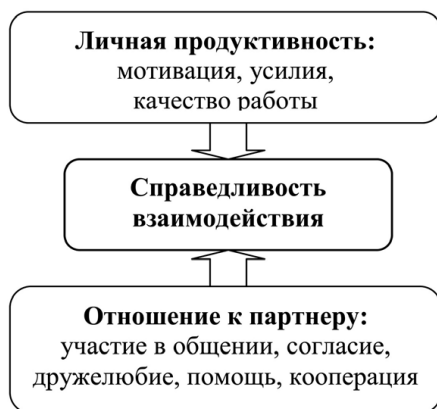 Личная продуктивность:
мотивация, усилия,
качество работы
Справедливость
взаимодействия
Отношение к партнеру:
участие в общении, согласие,
дружелюбие, помощь, кооперация